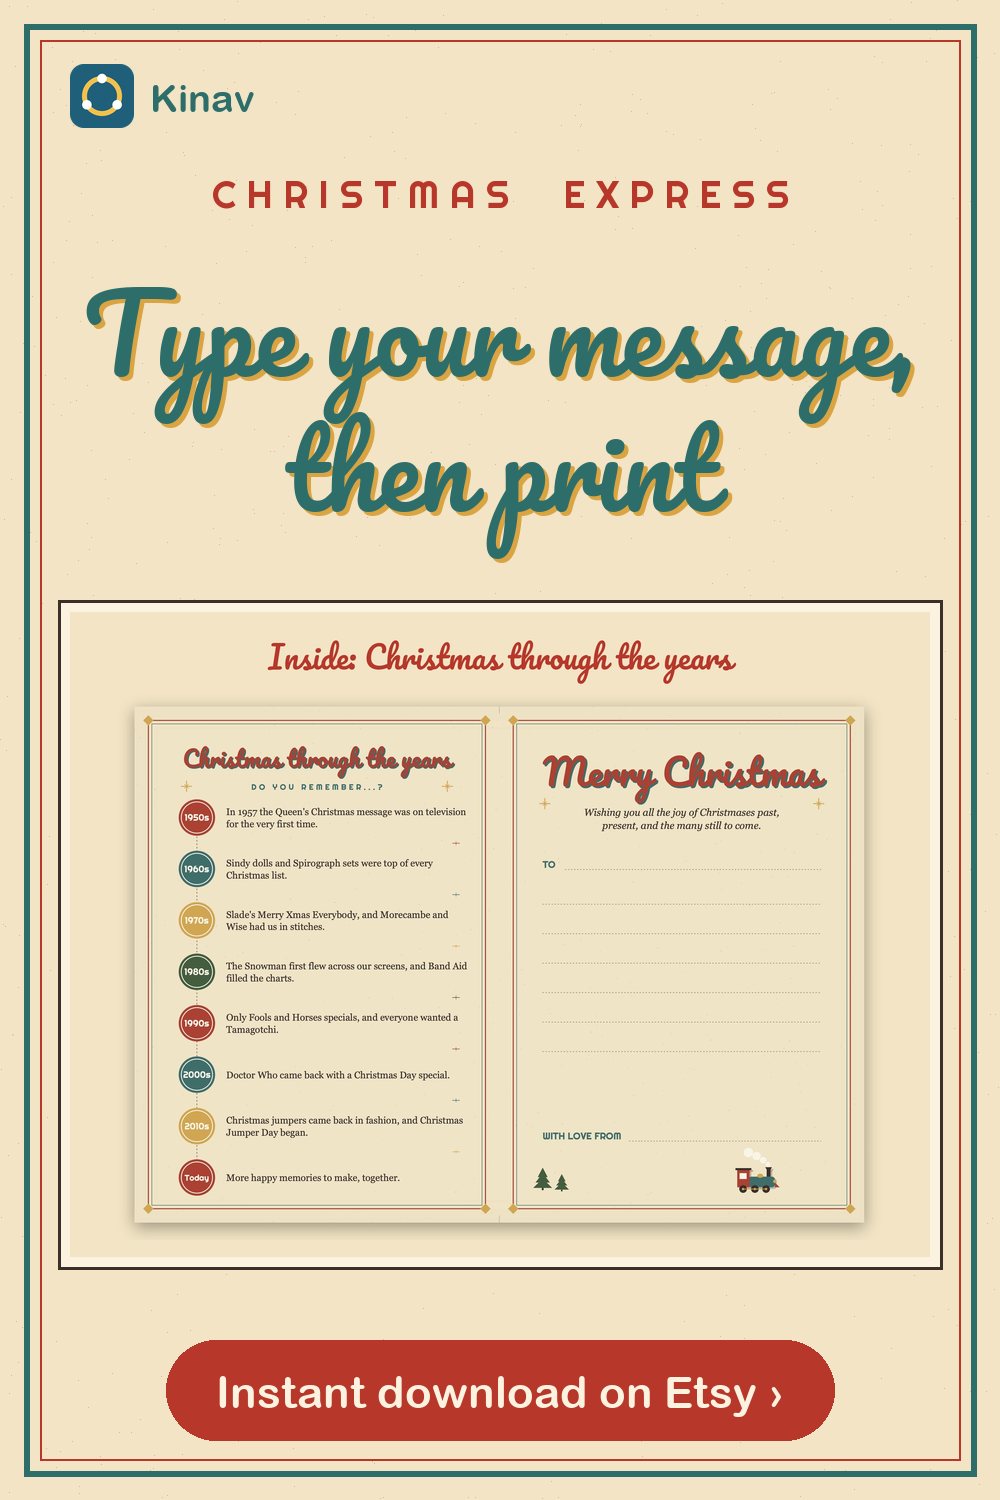 Kinav
CHRISTMAS EXPRESS
Type your message,
then print
Inside: Christmas through the years
Christmas through the years
DO YOU REMEMBER...?
1950s
In 1957 the Queen's Christmas message was on television
for the very first time.
1960s
Sindy dolls and Spirograph sets were top of every
Christmas list.
1970s
Slade's Merry Xmas Everybody, and Morecambe and
Wise had us in stitches.
1980s
The Snowman first flew across our screens, and Band Aid
filled the charts.
1990s
Only Fools and Horses specials, and everyone wanted a
Tamagotchi.
2000s
Doctor Who came back with a Christmas Day special.
2010s
Christmas jumpers came back in fashion, and Christmas
Jumper Day began.
Today
More happy memories to make, together.
Merry Christmas
Wishing you all the joy of Christmases past,
present, and the many still to come.
TO
WITH LOVE FROM
Instant download on Etsy ›